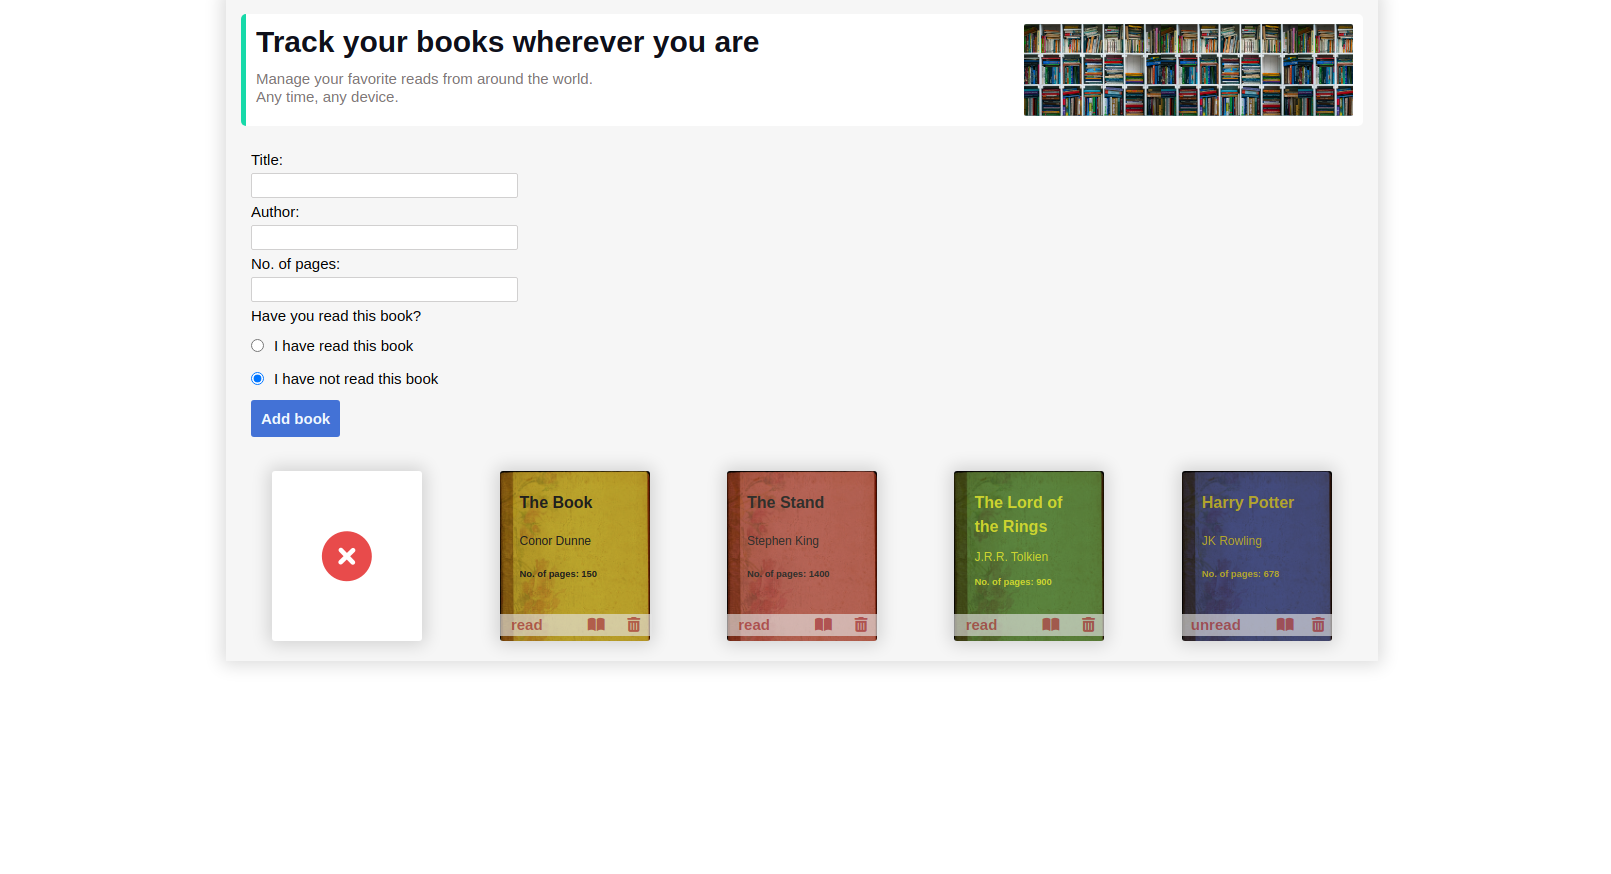 Track your books wherever you are
Manage your favorite reads from around the world.
Any time, any device.
Title:
Author:
No. of pages:
Have you read this book?
I have read this book
I have not read this book
Add book
The Book
Conor Dunne
No. of pages: 150
read
The Stand
Stephen King
No. of pages: 1400
read
The Lord of
the Rings
J.R.R. Tolkien
No. of pages: 900
read
Harry Potter
JK Rowling
No. of pages: 678
unread